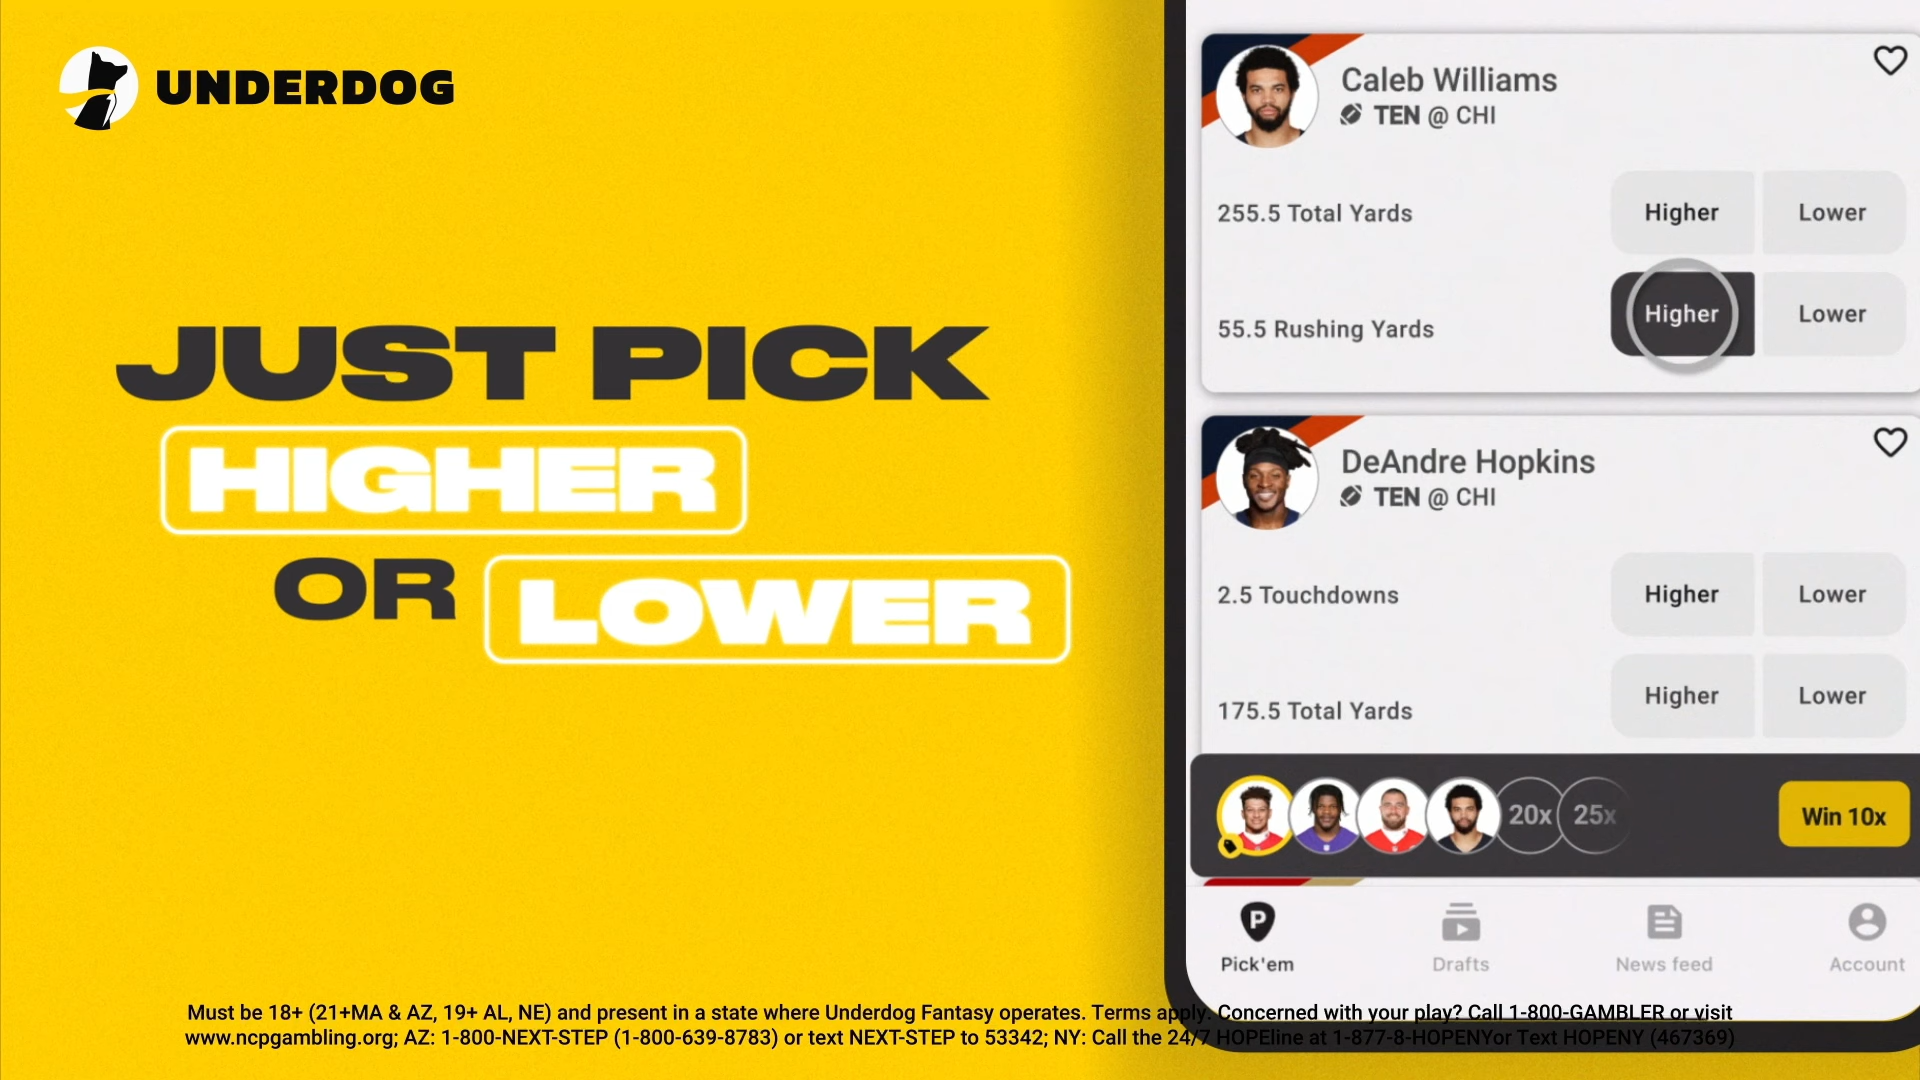 UNDERDOG
JUST PICK
HIGHER
OR LOWER
Caleb Williams
TEN @ CHI
255.5 Total Yards
Higher
Lower
55.5 Rushing Yards
Higher
Lower
DeAndre Hopkins
TEN @ CHI
2.5 Touchdowns
Higher
Lower
175.5 Total Yards
Higher
Lower
20x
25x
Win 10x
P
Pick'em
Drafts
News feed
Account
Must be 18+ (21+MA & AZ, 19+ AL, NE) and present in a state where Underdog Fantasy operates. Terms apply. Concerned with your play? Call 1-800-GAMBLER or visit
www.ncpgambling.org; AZ: 1-800-NEXT-STEP (1-800-639-8783) or text NEXT-STEP to 53342; NY: Call the 24/7 HOPEline at 1-877-8-HOPENYor Text HOPENY (467369)